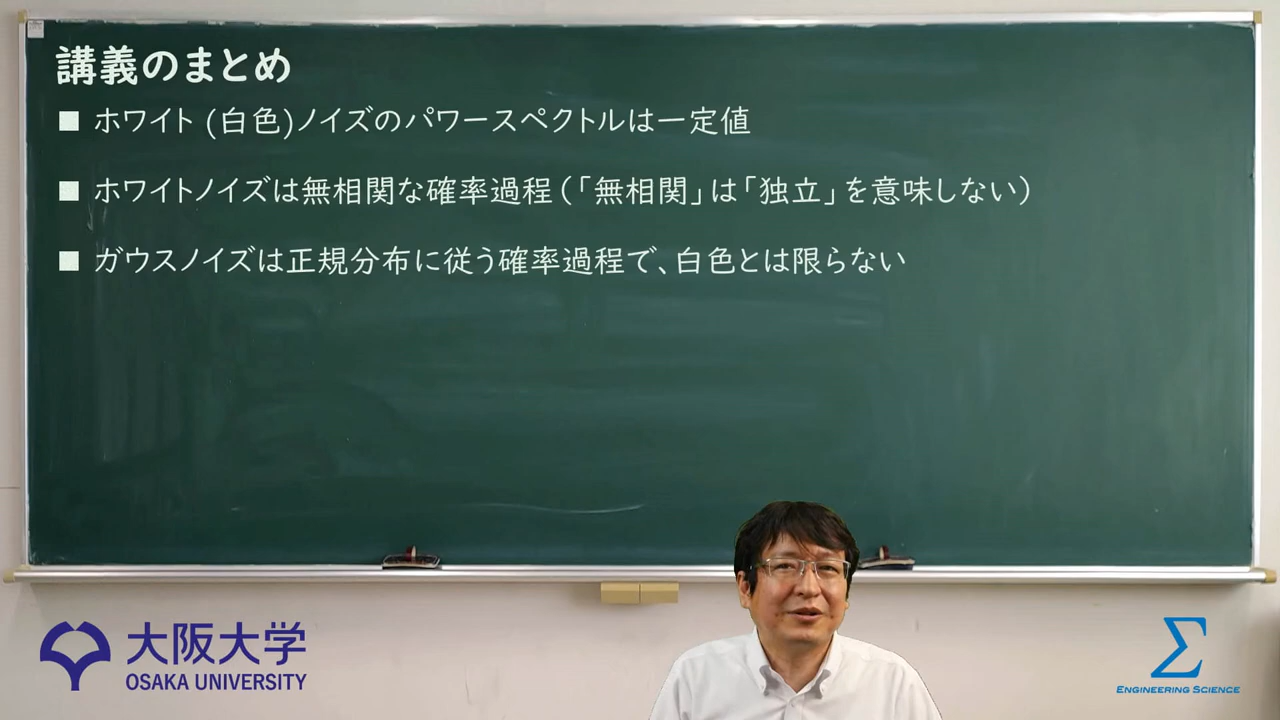 講義のまとめ
■ ホワイト (白色)ノイズのパワースペクトルは一定値
■ ホワイトノイズは無相関な確率過程(「無相関」は「独立」を意味しない)
■ ガウスノイズは正規分布に従う確率過程で、白色とは限らない
大阪大学
OSAKA UNIVERSITY
Σ
ENGINEERING SCIENCE